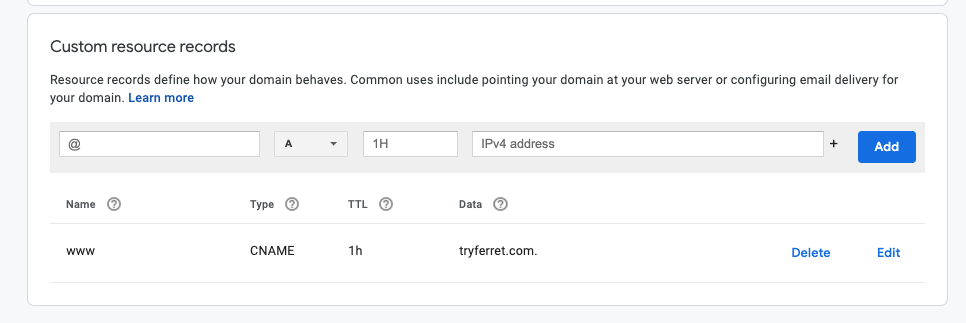 Custom resource records
Resource records define how your domain behaves. Common uses include pointing your domain at your web server or configuring email delivery for
your domain. Learn more
@ A 1H IPv4 address + Add
Name ? Type ? TTL ? Data ?
www CNAME 1h tryferret.com. Delete Edit